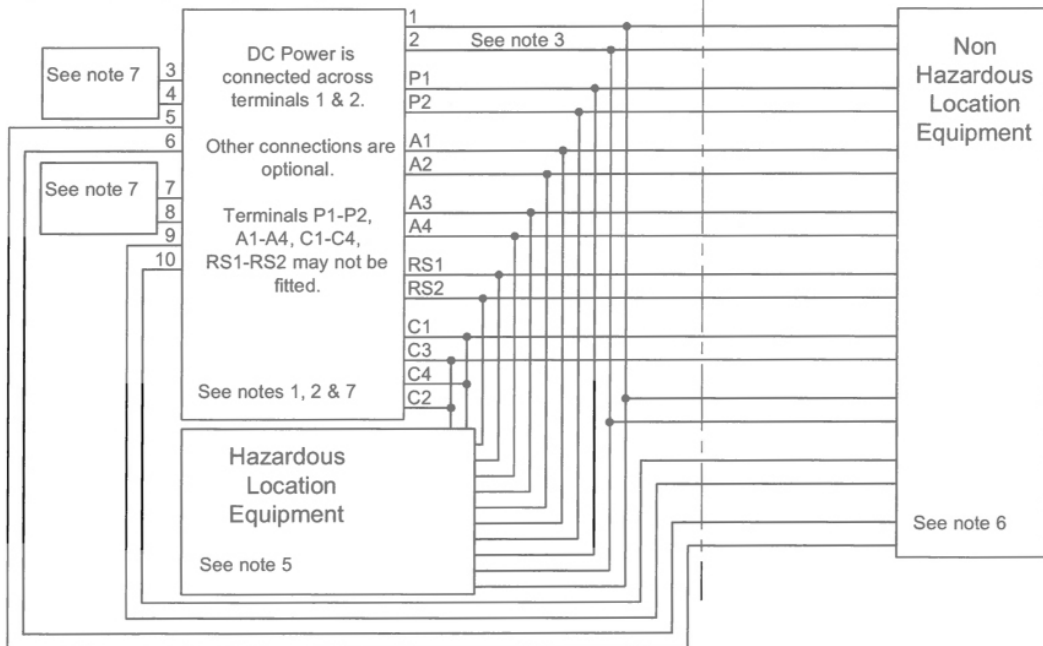 1
2
See note 3
P1
P2
A1
A2
A3
A4
RS1
RS2
C1
C3
C4
C2
See note 7
3
4
5
6
See note 7
7
8
9
10
DC Power is
connected across
terminals 1 & 2.
Other connections are
optional.
Terminals P1-P2,
A1-A4, C1-C4,
RS1-RS2 may not be
fitted.
See notes 1, 2 & 7
Hazardous
Location
Equipment
See note 5
Non
Hazardous
Location
Equipment
See note 6